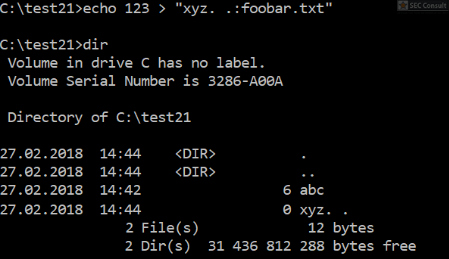 SEC Consult
C:\test21>echo 123 > "xyz. .:foobar.txt"
C:\test21>dir
Volume in drive C has no label.
Volume Serial Number is 3286-A00A
Directory of C:\test21
27.02.2018 14:44 <DIR> .
27.02.2018 14:44 <DIR> ..
27.02.2018 14:42 6 abc
27.02.2018 14:44 0 xyz. .
2 File(s) 12 bytes
2 Dir(s) 31 436 812 288 bytes free